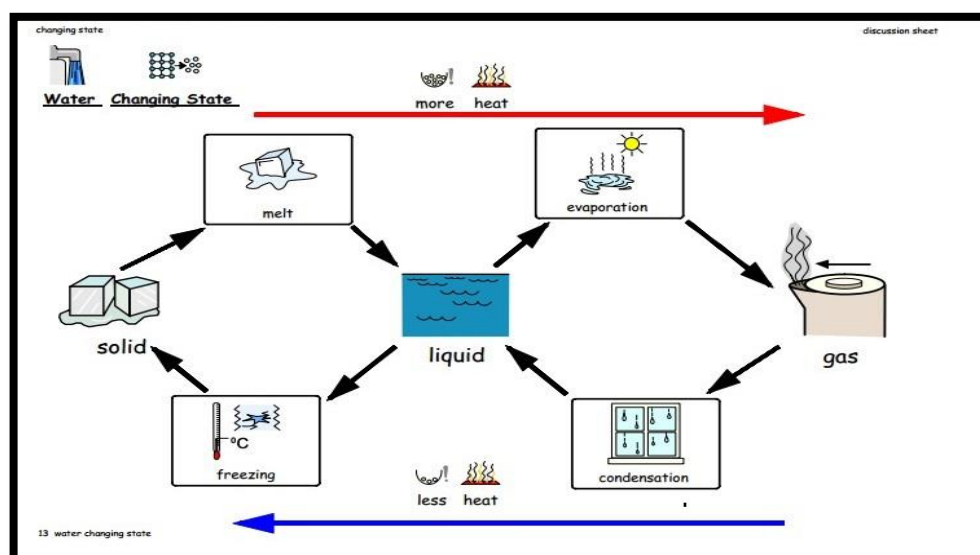 changing state
discussion sheet
Water Changing State
more heat
melt
evaporation
solid
liquid
gas
°C
freezing
condensation
less heat
13 water changing state